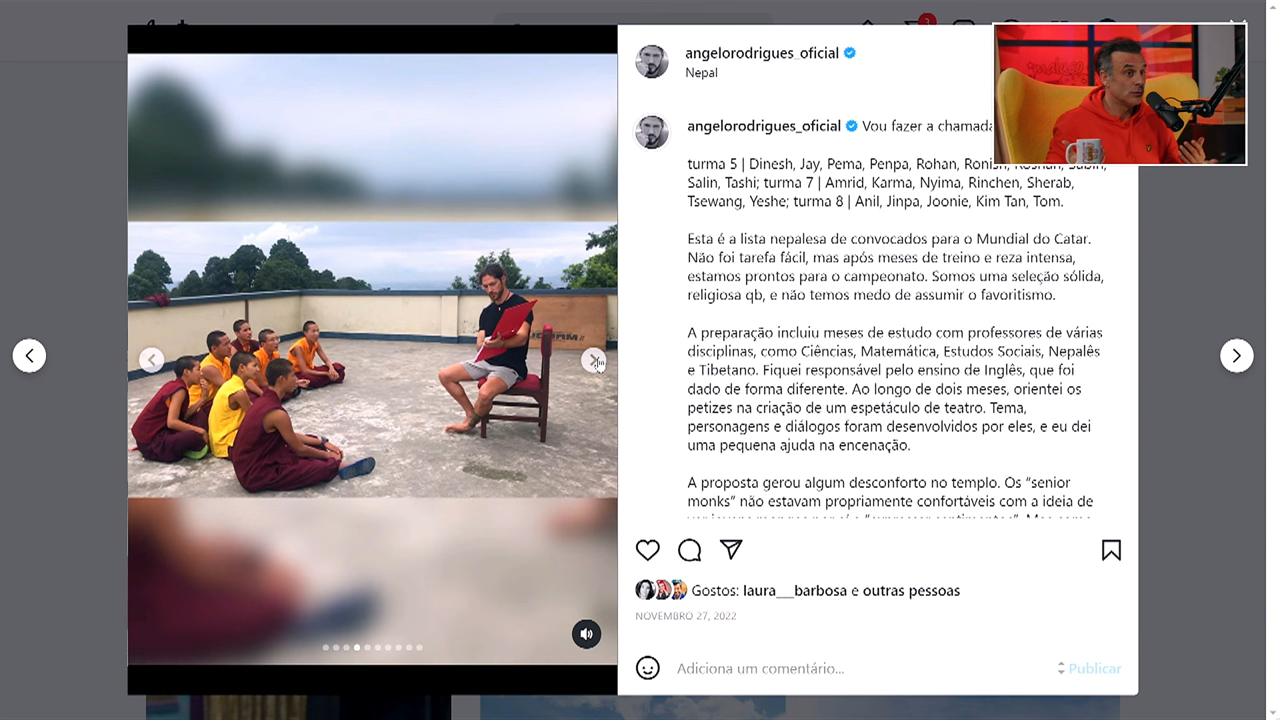 angelorodrigues_oficial
Nepal
3
angelorodrigues_oficial Vou fazer a chamada
turma 5 | Dinesh, Jay, Pema, Penpa, Rohan, Ronish, Roshan, Sabin,
Salin, Tashi; turma 7 | Amrid, Karma, Nyima, Rinchen, Sherab,
Tsewang, Yeshe; turma 8 | Anil, Jinpa, Joonie, Kim Tan, Tom.
Esta é a lista nepalesa de convocados para o Mundial do Catar.
Não foi tarefa fácil, mas após meses de treino e reza intensa,
estamos prontos para o campeonato. Somos uma seleção sólida,
religiosa qb, e não temos medo de assumir o favoritismo.
A preparação incluiu meses de estudo com professores de várias
disciplinas, como Ciências, Matemática, Estudos Sociais, Nepalês
e Tibetano. Fiquei responsável pelo ensino de Inglês, que foi
dado de forma diferente. Ao longo de dois meses, orientei os
petizes na criação de um espetáculo de teatro. Tema,
personagens e diálogos foram desenvolvidos por eles, e eu dei
uma pequena ajuda na encenação.
A proposta gerou algum desconforto no templo. Os “senior
monks” não estavam propriamente confortáveis com a ideia de
Gostos: laura___barbosa e outras pessoas
NOVEMBRO 27, 2022
Adiciona um comentário...
Publicar